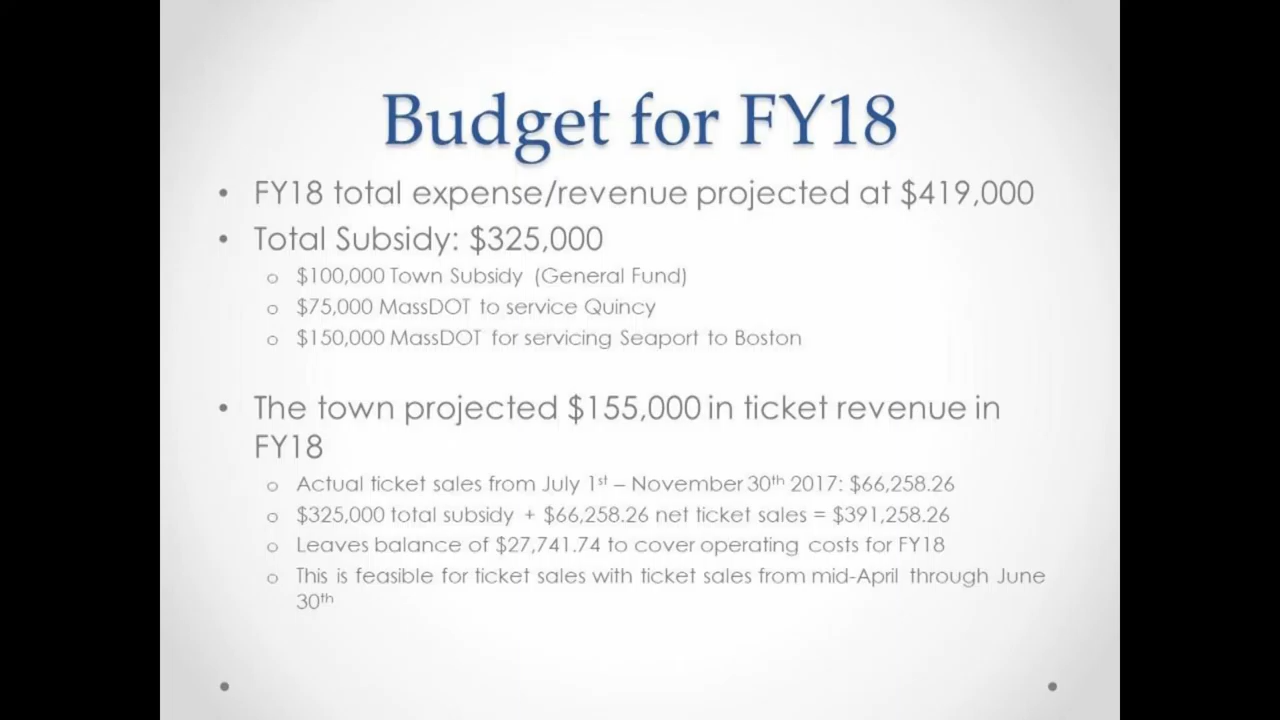 Budget for FY18
• FY18 total expense/revenue projected at $419,000
• Total Subsidy: $325,000
o $100,000 Town Subsidy (General Fund)
o $75,000 MassDOT to service Quincy
o $150,000 MassDOT for servicing Seaport to Boston
• The town projected $155,000 in ticket revenue in
FY18
o Actual ticket sales from July 1st – November 30th 2017: $66,258.26
o $325,000 total subsidy + $66,258.26 net ticket sales = $391,258.26
o Leaves balance of $27,741.74 to cover operating costs for FY18
o This is feasible for ticket sales with ticket sales from mid-April through June
30th